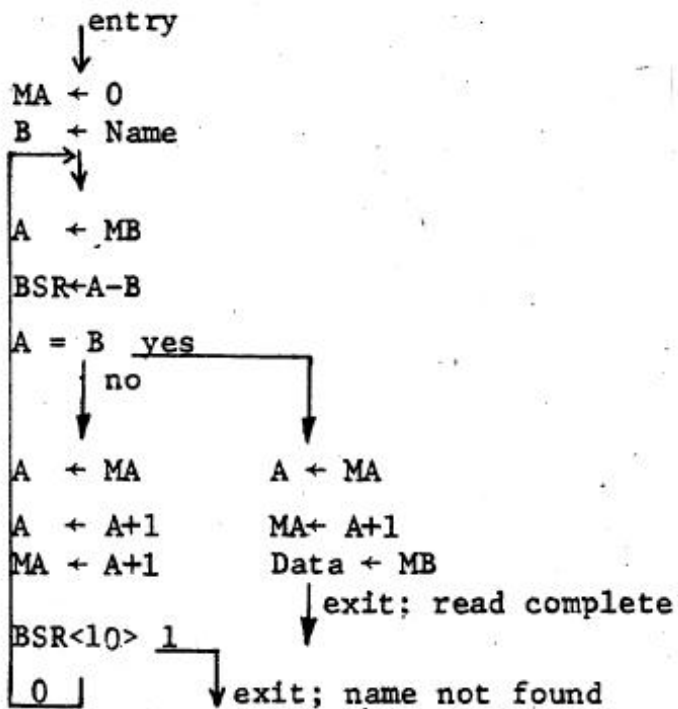 entry
MA ← 0
B ← Name
A ← MB
BSR←A-B
A = B yes
no
A ← MA A ← MA
A ← A+1 MA← A+1
MA ← A+1 Data ← MB
exit; read complete
BSR<10> 1
0 exit; name not found